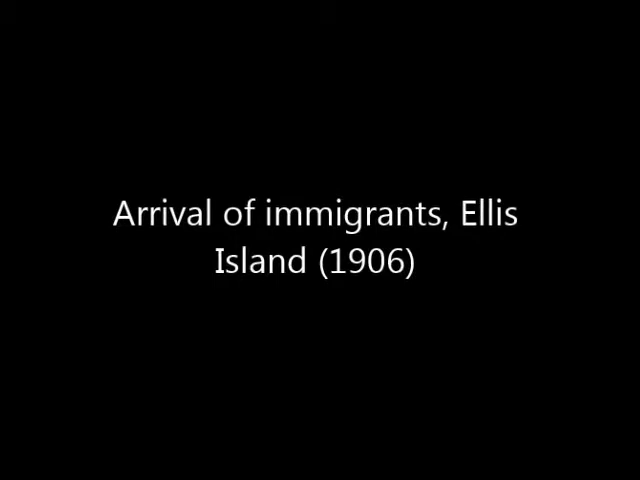 Arrival of immigrants, Ellis
Island (1906)